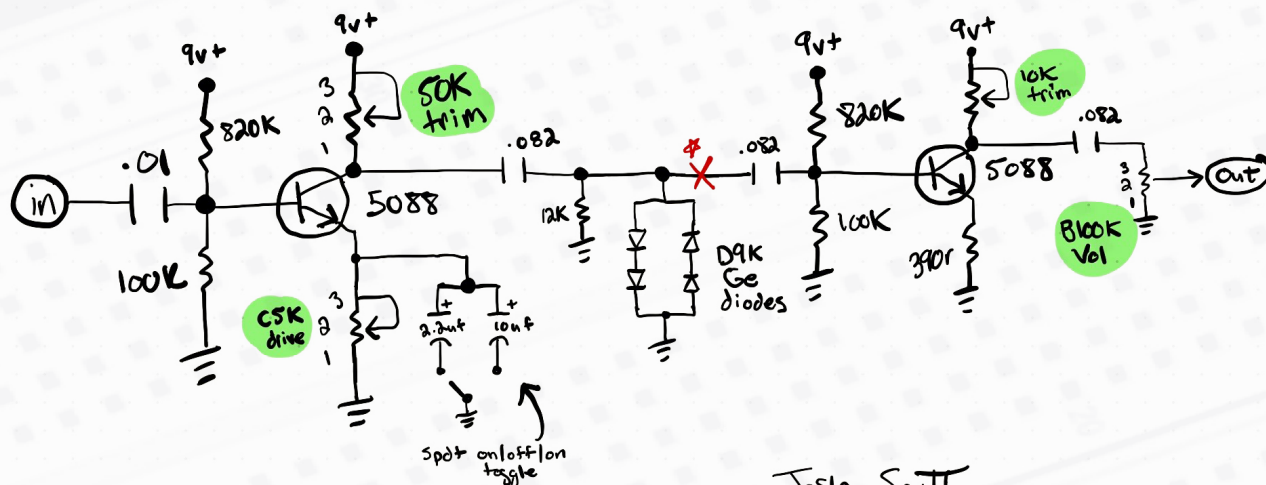 9v+
9v+
3
2
1
50K
trim
820K
.01
in
5088
100K
C5K
drive
3
2
1
+
2.2uf
+
10uf
spdt on/off/on
toggle
.082
12K
D9K
Ge
diodes
.082
9v+
820K
100K
9v+
10K
trim
5088
390r
.082
3
2
1
B100K
Vol
out